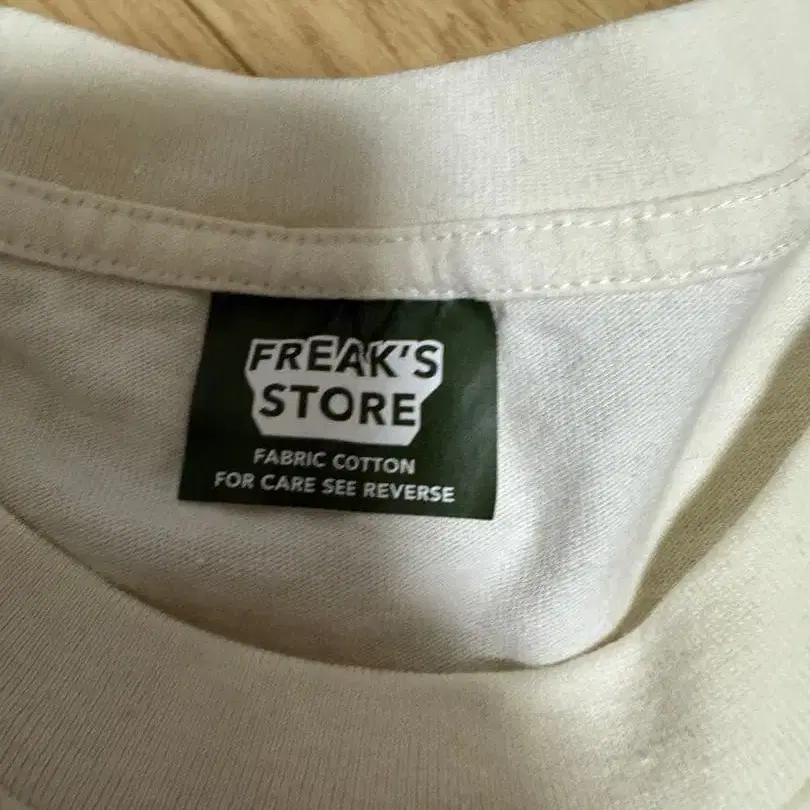 FREAK'S
STORE
FABRIC COTTON
FOR CARE SEE REVERSE